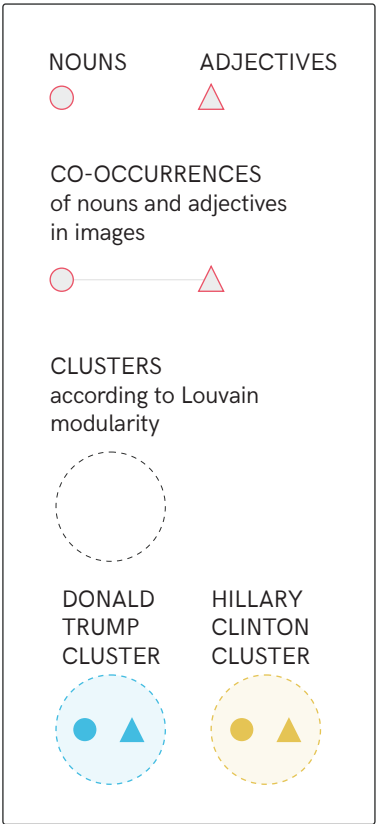 NOUNS
ADJECTIVES
CO-OCCURRENCES
of nouns and adjectives
in images
CLUSTERS
according to Louvain
modularity
DONALD
TRUMP
CLUSTER
HILLARY
CLINTON
CLUSTER